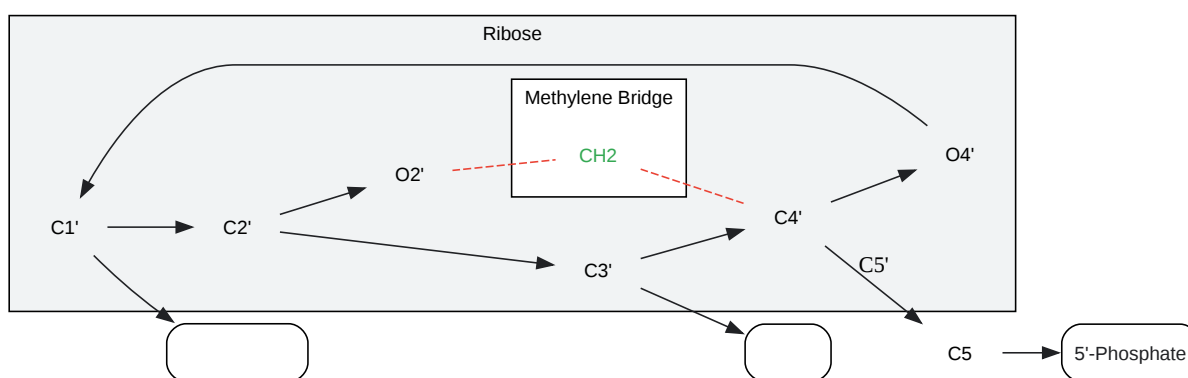 Ribose
Methylene Bridge
CH2
O4'
O2'
C4'
C1'
C2'
C5'
C3'
C5
5'-Phosphate